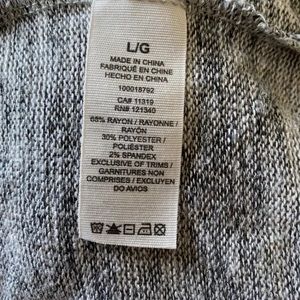 L/G
MADE IN CHINA
FABRIQUÉ EN CHINE
HECHO EN CHINA
100018792
CA# 11319
RN# 121340
68% RAYON / RAYONNE /
RAYÓN
30% POLYESTER /
POLIÉSTER
2% SPANDEX
EXCLUSIVE OF TRIMS /
GARNITURES NON
COMPRISES / EXCLUYEN
DO AVIOS